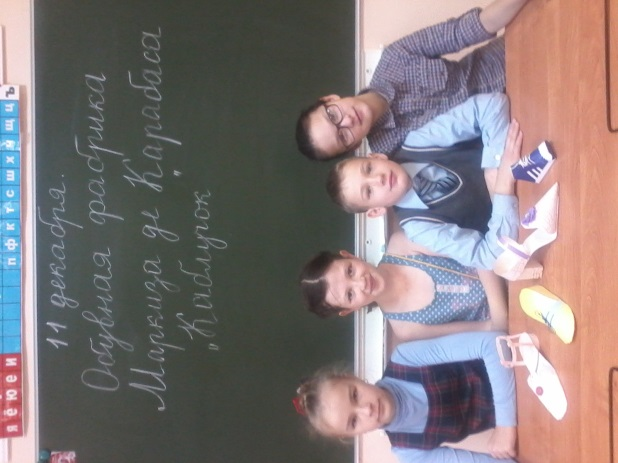 я ё ю е и п ф к т с ш х щ ц ъ
11 декабря.
Обувная фабрика
Маркиза де Карабаса
„Каблучок"